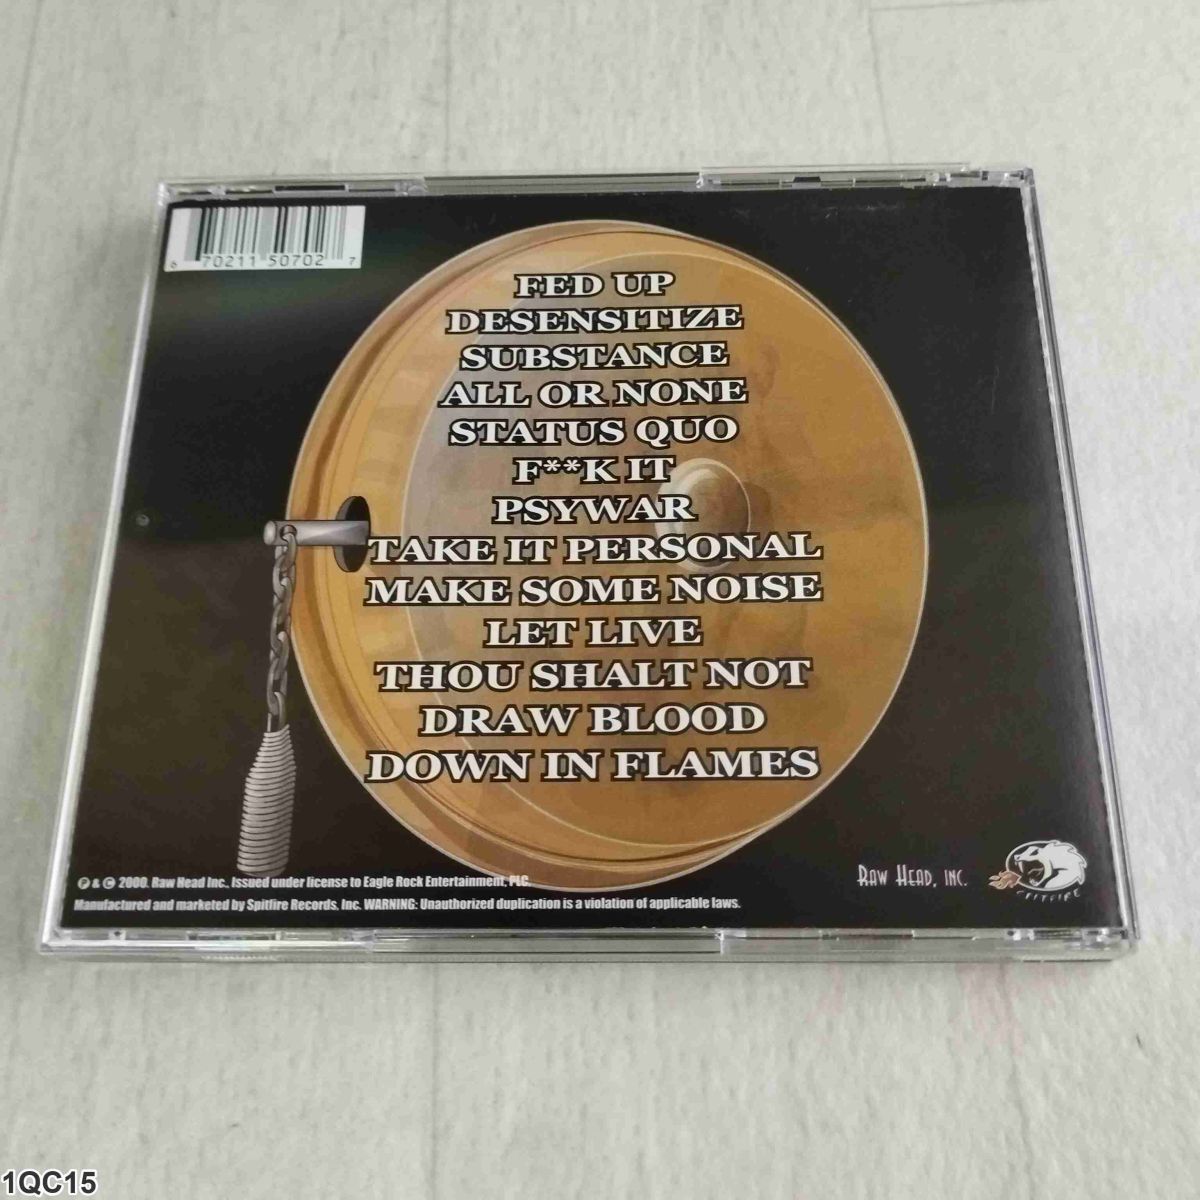 6 70211 50702 7
FED UP
DESENSITIZE
SUBSTANCE
ALL OR NONE
STATUS QUO
F**K IT
PSYWAR
TAKE IT PERSONAL
MAKE SOME NOISE
LET LIVE
THOU SHALT NOT
DRAW BLOOD
DOWN IN FLAMES
℗ & © 2000. Raw Head Inc., Issued under license to Eagle Rock Entertainment, PLC.
Manufactured and marketed by Spitfire Records, Inc. WARNING: Unauthorized duplication is a violation of applicable laws.
RAW HEAD, INC.
SPITFIRE
1QC15